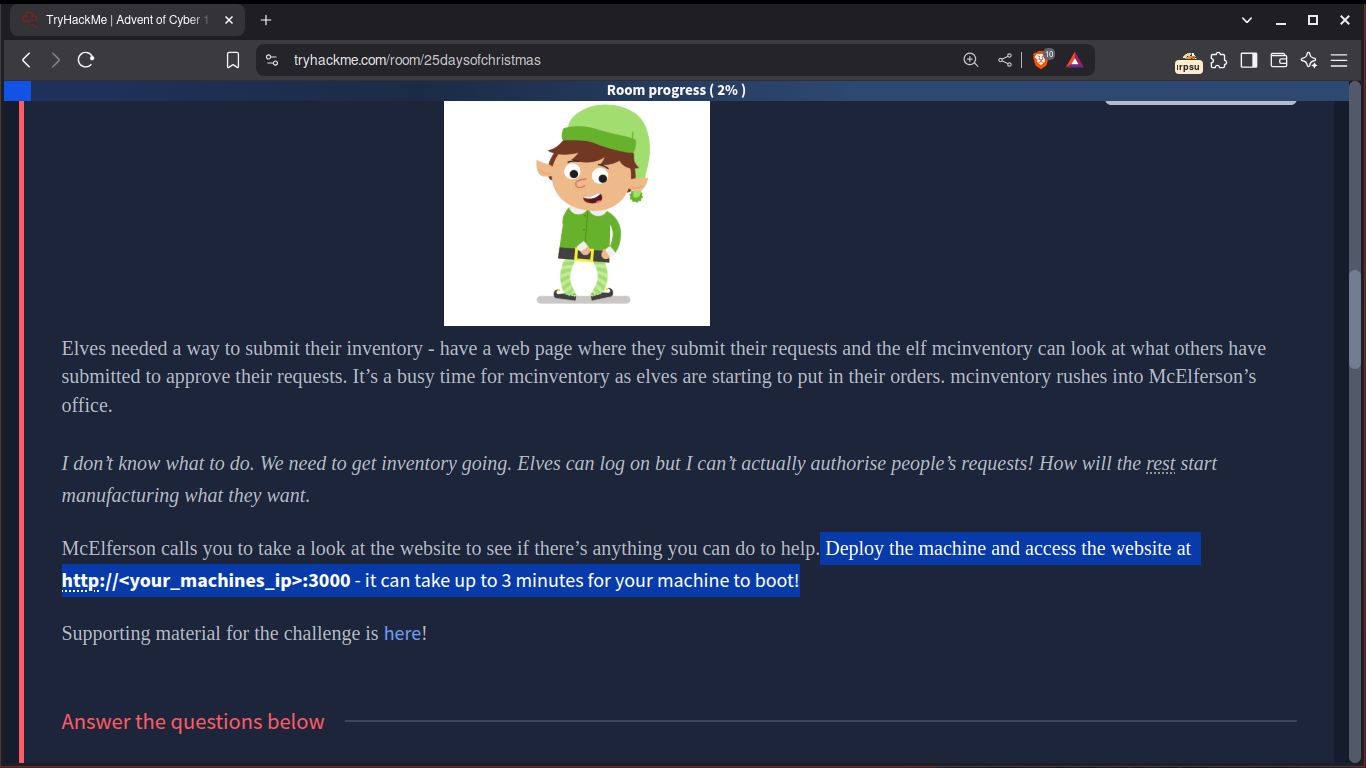 TryHackMe | Advent of Cyber 1
tryhackme.com/room/25daysofchristmas
10
irpsu
Room progress ( 2% )
Elves needed a way to submit their inventory - have a web page where they submit their requests and the elf mcinventory can look at what others have
submitted to approve their requests. It’s a busy time for mcinventory as elves are starting to put in their orders. mcinventory rushes into McElferson’s
office.
I don’t know what to do. We need to get inventory going. Elves can log on but I can’t actually authorise people’s requests! How will the rest start
manufacturing what they want.
McElferson calls you to take a look at the website to see if there’s anything you can do to help. Deploy the machine and access the website at
http://<your_machines_ip>:3000 - it can take up to 3 minutes for your machine to boot!
Supporting material for the challenge is here!
Answer the questions below